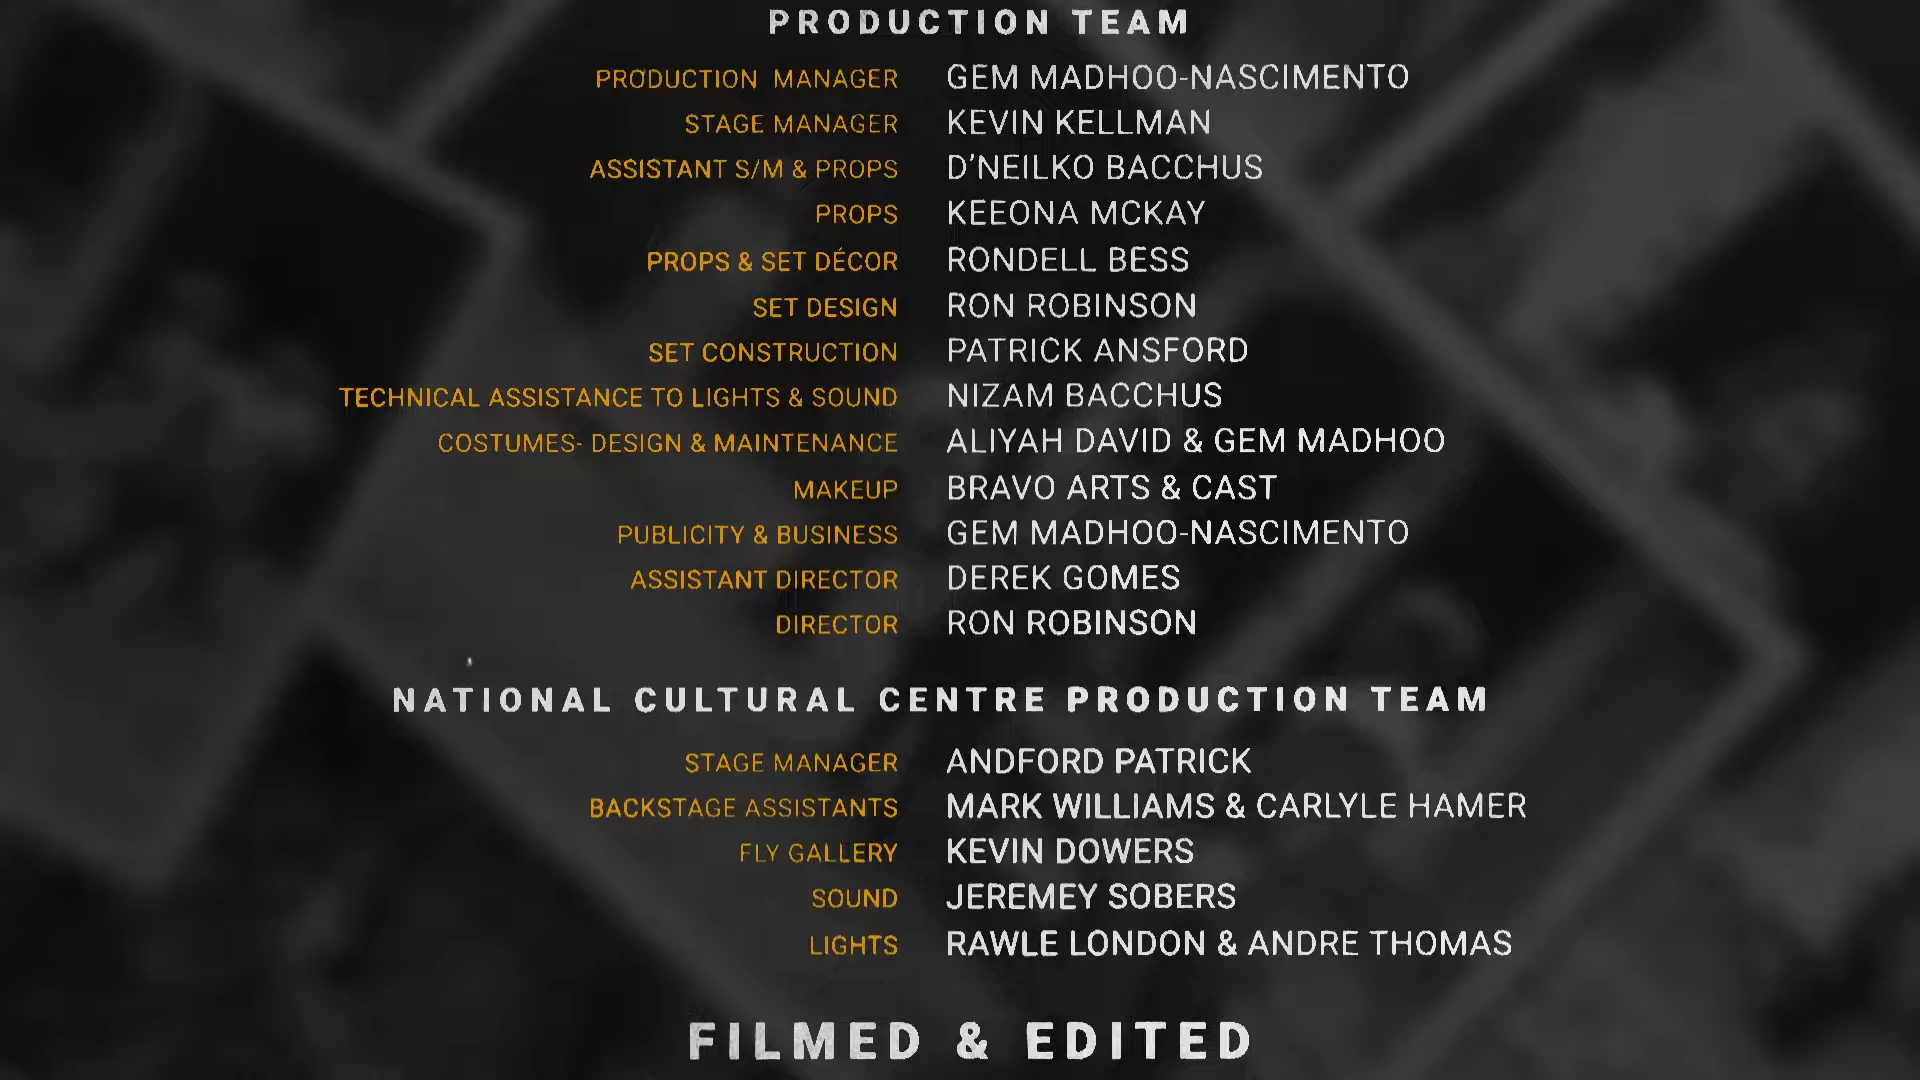 PRODUCTION TEAM
PRODUCTION MANAGER GEM MADHOO-NASCIMENTO
STAGE MANAGER KEVIN KELLMAN
ASSISTANT S/M & PROPS D'NEILKO BACCHUS
PROPS KEEONA MCKAY
PROPS & SET DÉCOR RONDELL BESS
SET DESIGN RON ROBINSON
SET CONSTRUCTION PATRICK ANSFORD
TECHNICAL ASSISTANCE TO LIGHTS & SOUND NIZAM BACCHUS
COSTUMES- DESIGN & MAINTENANCE ALIYAH DAVID & GEM MADHOO
MAKEUP BRAVO ARTS & CAST
PUBLICITY & BUSINESS GEM MADHOO-NASCIMENTO
ASSISTANT DIRECTOR DEREK GOMES
DIRECTOR RON ROBINSON
NATIONAL CULTURAL CENTRE PRODUCTION TEAM
STAGE MANAGER ANDFORD PATRICK
BACKSTAGE ASSISTANTS MARK WILLIAMS & CARLYLE HAMER
FLY GALLERY KEVIN DOWERS
SOUND JEREMEY SOBERS
LIGHTS RAWLE LONDON & ANDRE THOMAS
FILMED & EDITED